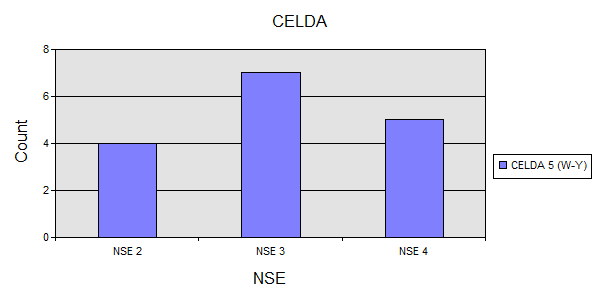 CELDA
8
6
4
2
0
Count
NSE 2
NSE 3
NSE 4
NSE
CELDA 5 (W-Y)